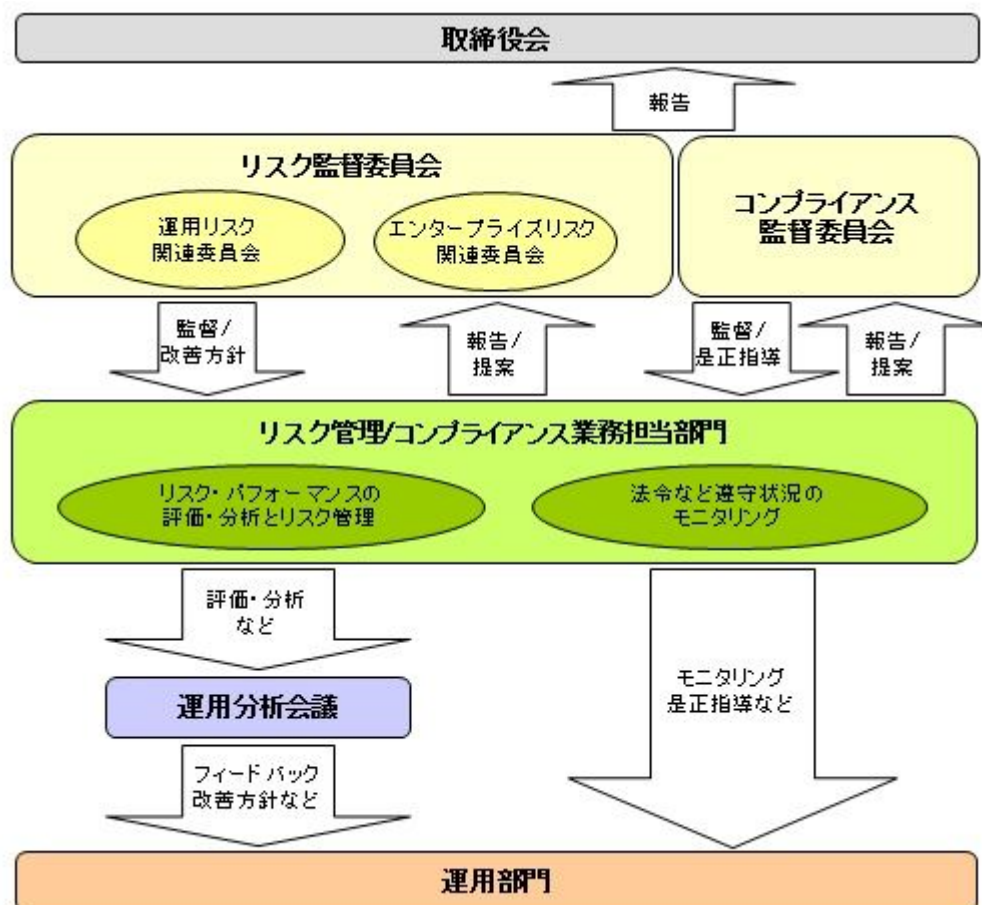 取締役会
報告
リスク監督委員会
運用リスク
関連委員会
エンタープライズリスク
関連委員会
コンプライアンス
監督委員会
監督/
改善方針
報告/
提案
監督/
是正指導
報告/
提案
リスク管理/コンプライアンス業務担当部門
リスク・パフォーマンスの
評価・分析とリスク管理
法令など遵守状況の
モニタリング
評価・分析
など
運用分析会議
モニタリング
是正指導など
フィードバック
改善方針など
運用部門